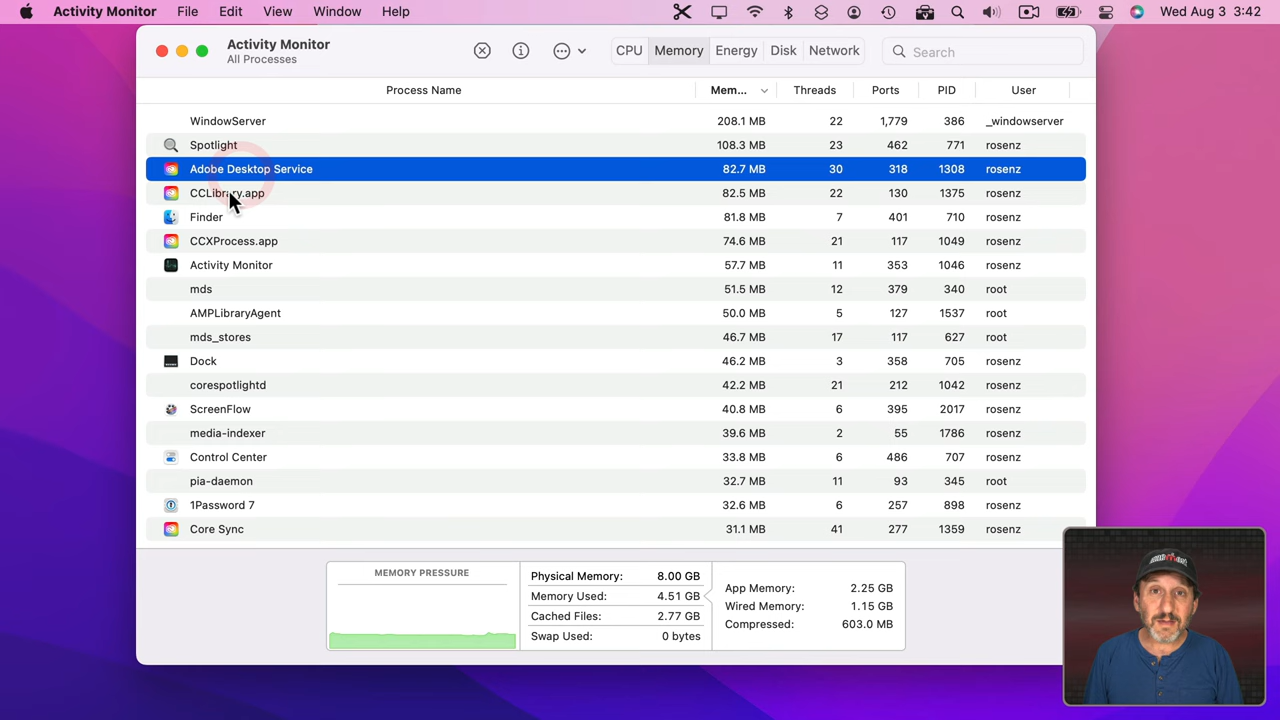 Activity Monitor File Edit View Window Help Wed Aug 3 3:42
Activity Monitor
All Processes
CPU Memory Energy Disk Network Search
Process Name Mem... Threads Ports PID User
WindowServer 208.1 MB 22 1,779 386 _windowserver
Spotlight 108.3 MB 23 462 771 rosenz
Adobe Desktop Service 82.7 MB 30 318 1308 rosenz
CCLibrary.app 82.5 MB 22 130 1375 rosenz
Finder 81.8 MB 7 401 710 rosenz
CCXProcess.app 74.6 MB 21 117 1049 rosenz
Activity Monitor 57.7 MB 11 353 1046 rosenz
mds 51.5 MB 12 379 340 root
AMPLibraryAgent 50.0 MB 5 127 1537 root
mds_stores 46.7 MB 17 117 627 root
Dock 46.2 MB 3 358 705 rosenz
corespotlightd 42.2 MB 21 212 1042 rosenz
ScreenFlow 40.8 MB 6 395 2017 rosenz
media-indexer 39.6 MB 2 55 1786 rosenz
Control Center 33.8 MB 6 486 707 rosenz
pia-daemon 32.7 MB 11 93 345 root
1Password 7 32.6 MB 6 257 898 rosenz
Core Sync 31.1 MB 41 277 1359 rosenz
MEMORY PRESSURE
Physical Memory: 8.00 GB
Memory Used: 4.51 GB
Cached Files: 2.77 GB
Swap Used: 0 bytes
App Memory: 2.25 GB
Wired Memory: 1.15 GB
Compressed: 603.0 MB